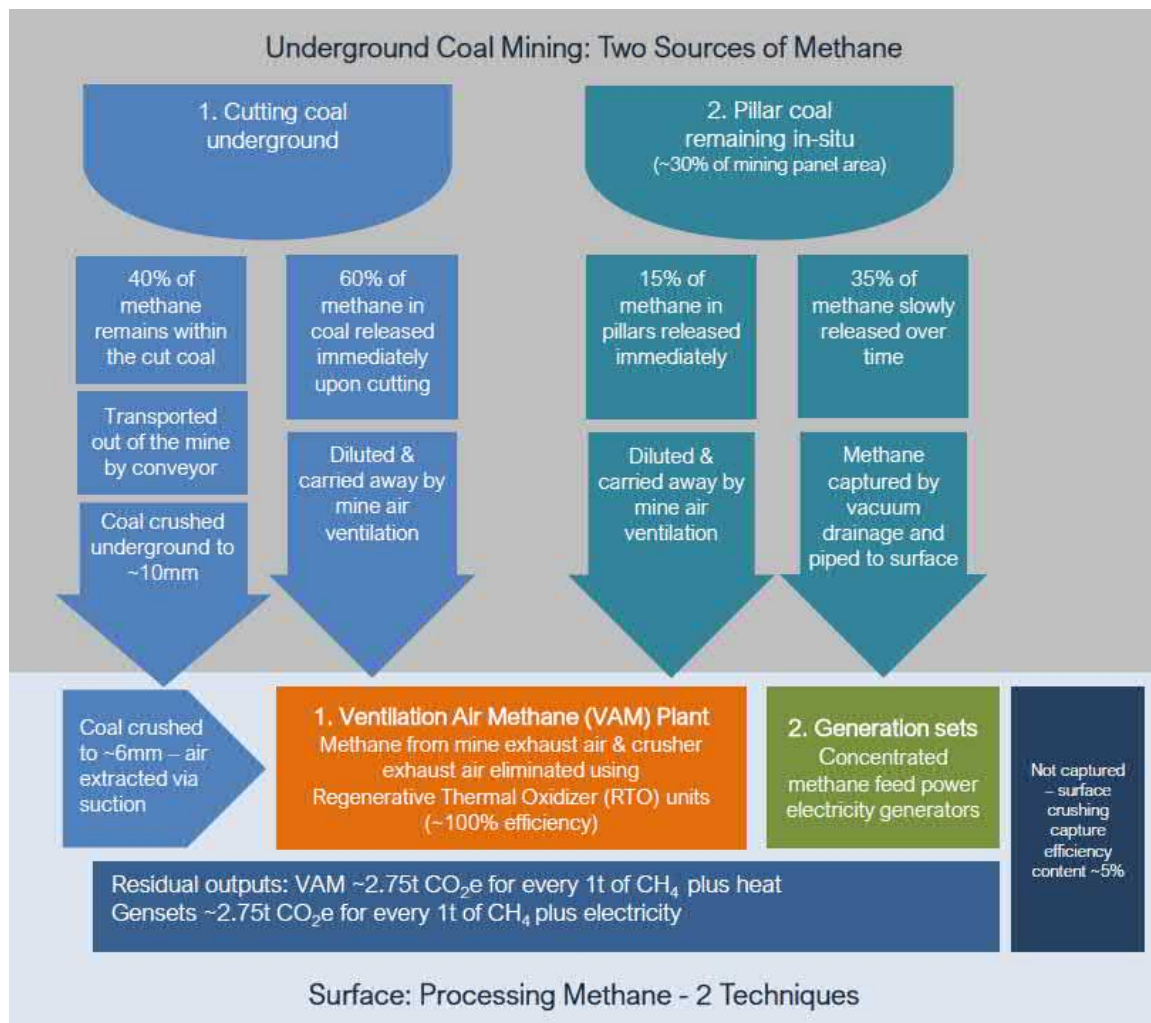 Underground Coal Mining: Two Sources of Methane
1. Cutting coal
underground
2. Pillar coal
remaining in-situ
(~30% of mining panel area)
40% of
methane
remains within
the cut coal
Transported
out of the mine
by conveyor
Coal crushed
underground to
~10mm
60% of
methane in
coal released
immediately
upon cutting
Diluted &
carried away by
mine air
ventilation
15% of
methane in
pillars released
immediately
Diluted &
carried away by
mine air
ventilation
35% of
methane slowly
released over
time
Methane
captured by
vacuum
drainage and
piped to surface
Coal crushed
to ~6mm – air
extracted via
suction
1. Ventilation Air Methane (VAM) Plant
Methane from mine exhaust air & crusher
exhaust air eliminated using
Regenerative Thermal Oxidizer (RTO) units
(~100% efficiency)
2. Generation sets
Concentrated
methane feed power
electricity generators
Not captured
– surface
crushing
capture
efficiency
content ~5%
Residual outputs: VAM ~2.75t CO₂e for every 1t of CH₄ plus heat
Gensets ~2.75t CO₂e for every 1t of CH₄ plus electricity
Surface: Processing Methane - 2 Techniques